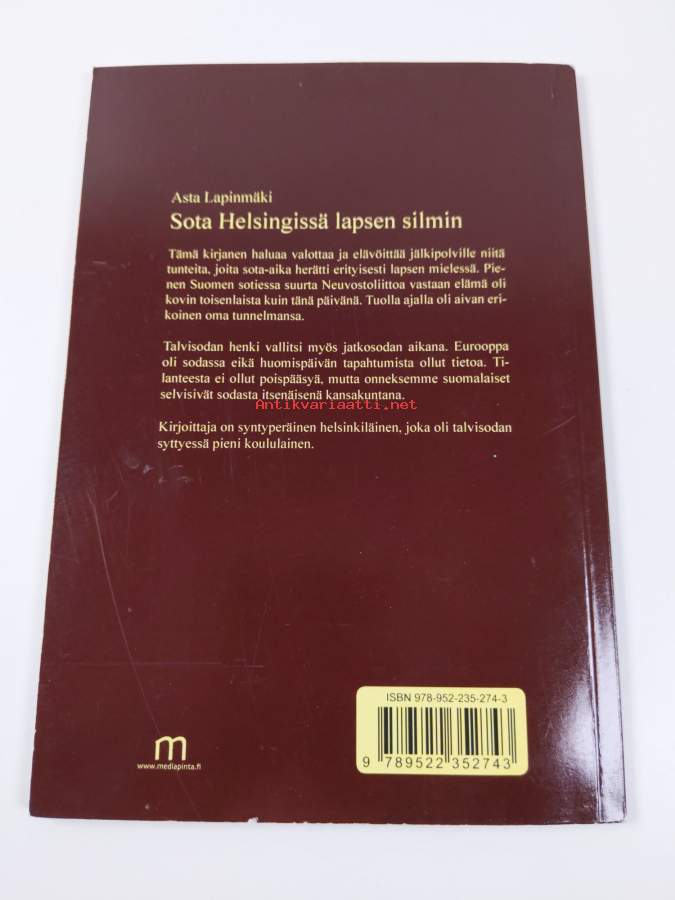 Asta Lapinmäki
Sota Helsingissä lapsen silmin
Tämä kirjanen haluaa valottaa ja elävöittää jälkipolville niitä
tunteita, joita sota-aika herätti erityisesti lapsen mielessä. Pie-
nen Suomen sotiessa suurta Neuvostoliittoa vastaan elämä oli
kovin toisenlaista kuin tänä päivänä. Tuolla ajalla oli aivan eri-
koinen oma tunnelmansa.
Talvisodan henki vallitsi myös jatkosodan aikana. Eurooppa
oli sodassa eikä huomispäivän tapahtumista ollut tietoa. Ti-
lanteesta ei ollut poispääsyä, mutta onneksemme suomalaiset
selvisivät sodasta itsenäisenä kansakuntana.
Antikvariaatti.net
Kirjoittaja on syntyperäinen helsinkiläinen, joka oli talvisodan
syttyessä pieni koululainen.
ISBN 978-952-235-274-3
9 789522 352743
m
www.mediapinta.fi